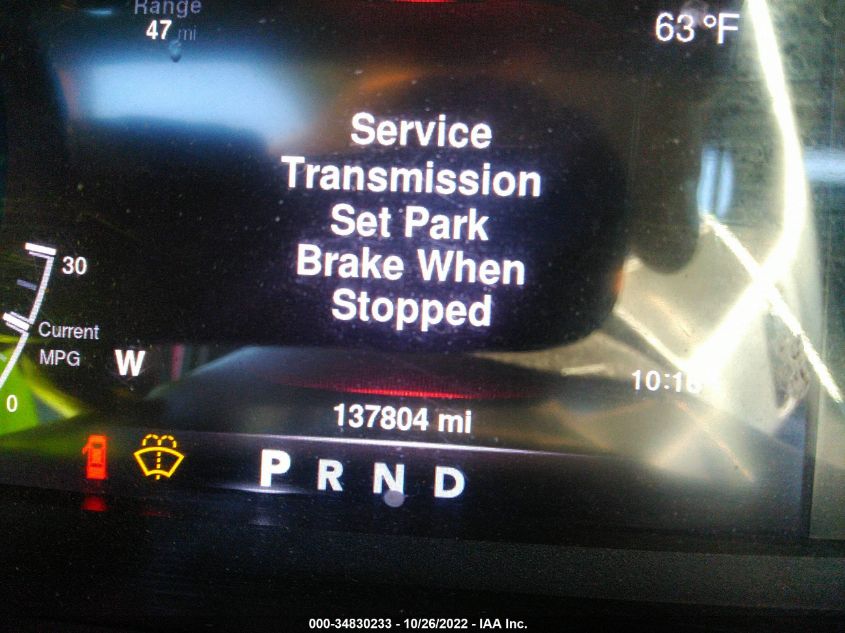 Range
47 mi
63 °F
Service
Transmission
Set Park
Brake When
Stopped
30
Current
MPG
W
0
137804 mi
P R N D
000-34830233 - 10/26/2022 - IAA Inc.